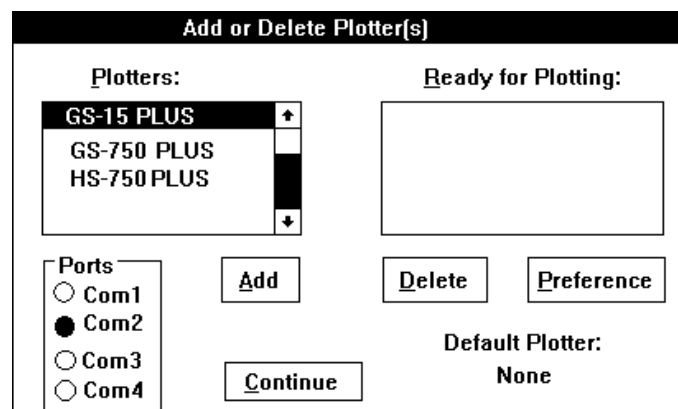 Add or Delete Plotter(s)
Plotters:
GS-15 PLUS
GS-750 PLUS
HS-750 PLUS
Ready for Plotting:
Ports
Com1
Com2
Com3
Com4
Add
Continue
Delete
Preference
Default Plotter:
None